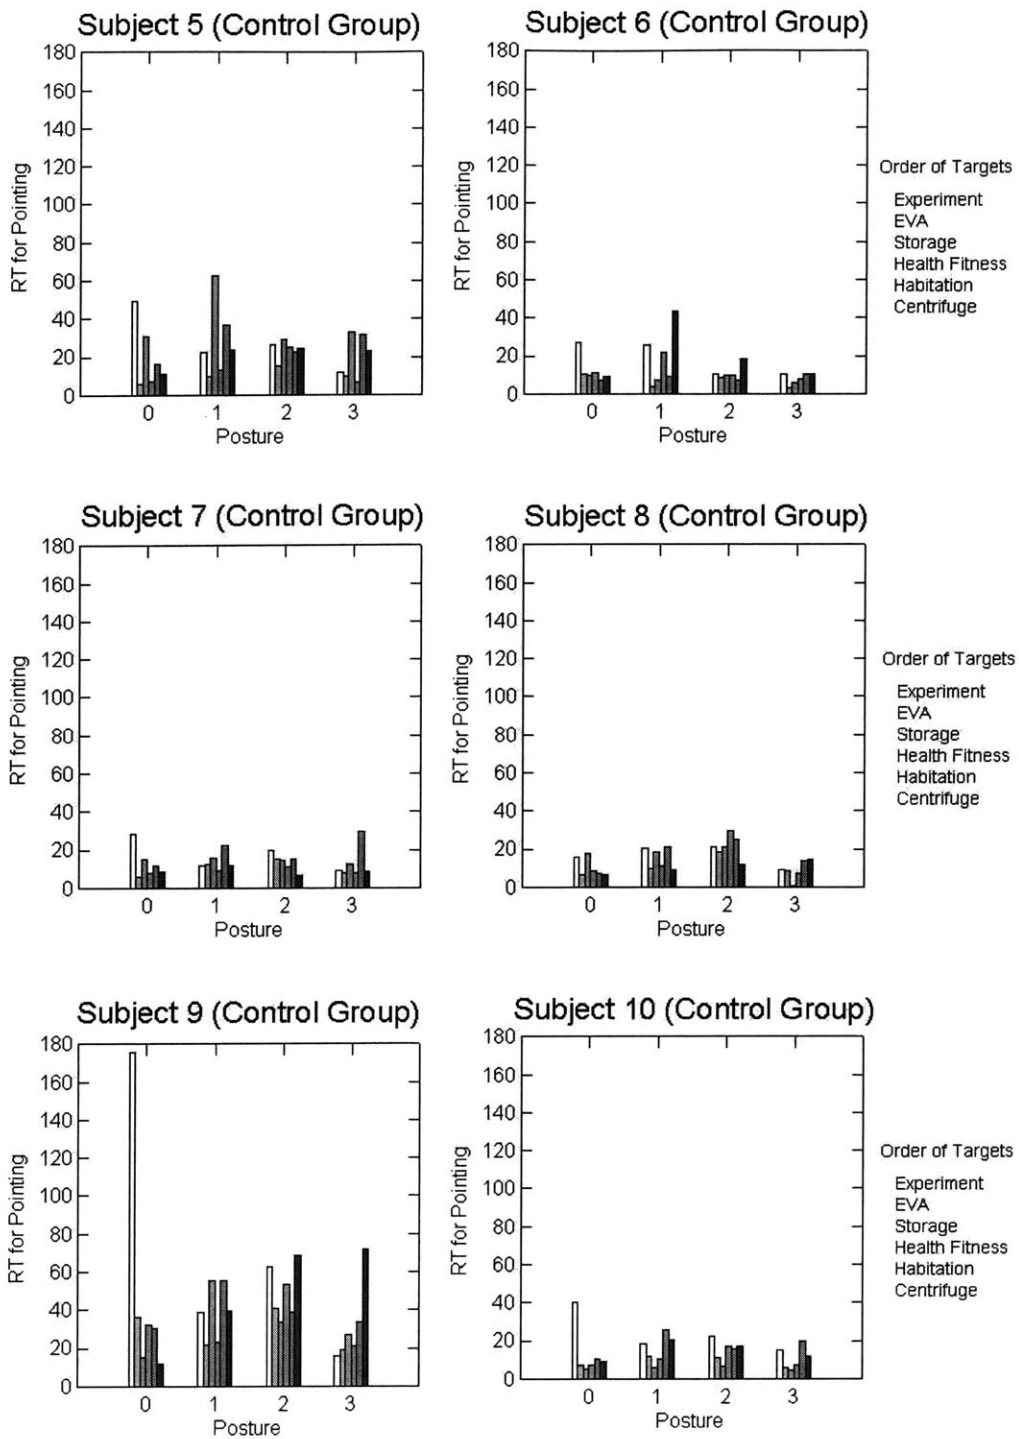 Subject 5 (Control Group)
180
160
140
120
100
80
60
40
20
0
RT for Pointing
0 1 2 3
Posture
Subject 6 (Control Group)
180
160
140
120
100
80
60
40
20
0
RT for Pointing
0 1 2 3
Posture
Order of Targets
Experiment
EVA
Storage
Health Fitness
Habitation
Centrifuge
Subject 7 (Control Group)
180
160
140
120
100
80
60
40
20
0
RT for Pointing
0 1 2 3
Posture
Subject 8 (Control Group)
180
160
140
120
100
80
60
40
20
0
RT for Pointing
0 1 2 3
Posture
Order of Targets
Experiment
EVA
Storage
Health Fitness
Habitation
Centrifuge
Subject 9 (Control Group)
180
160
140
120
100
80
60
40
20
0
RT for Pointing
0 1 2 3
Posture
Subject 10 (Control Group)
180
160
140
120
100
80
60
40
20
0
RT for Pointing
0 1 2 3
Posture
Order of Targets
Experiment
EVA
Storage
Health Fitness
Habitation
Centrifuge